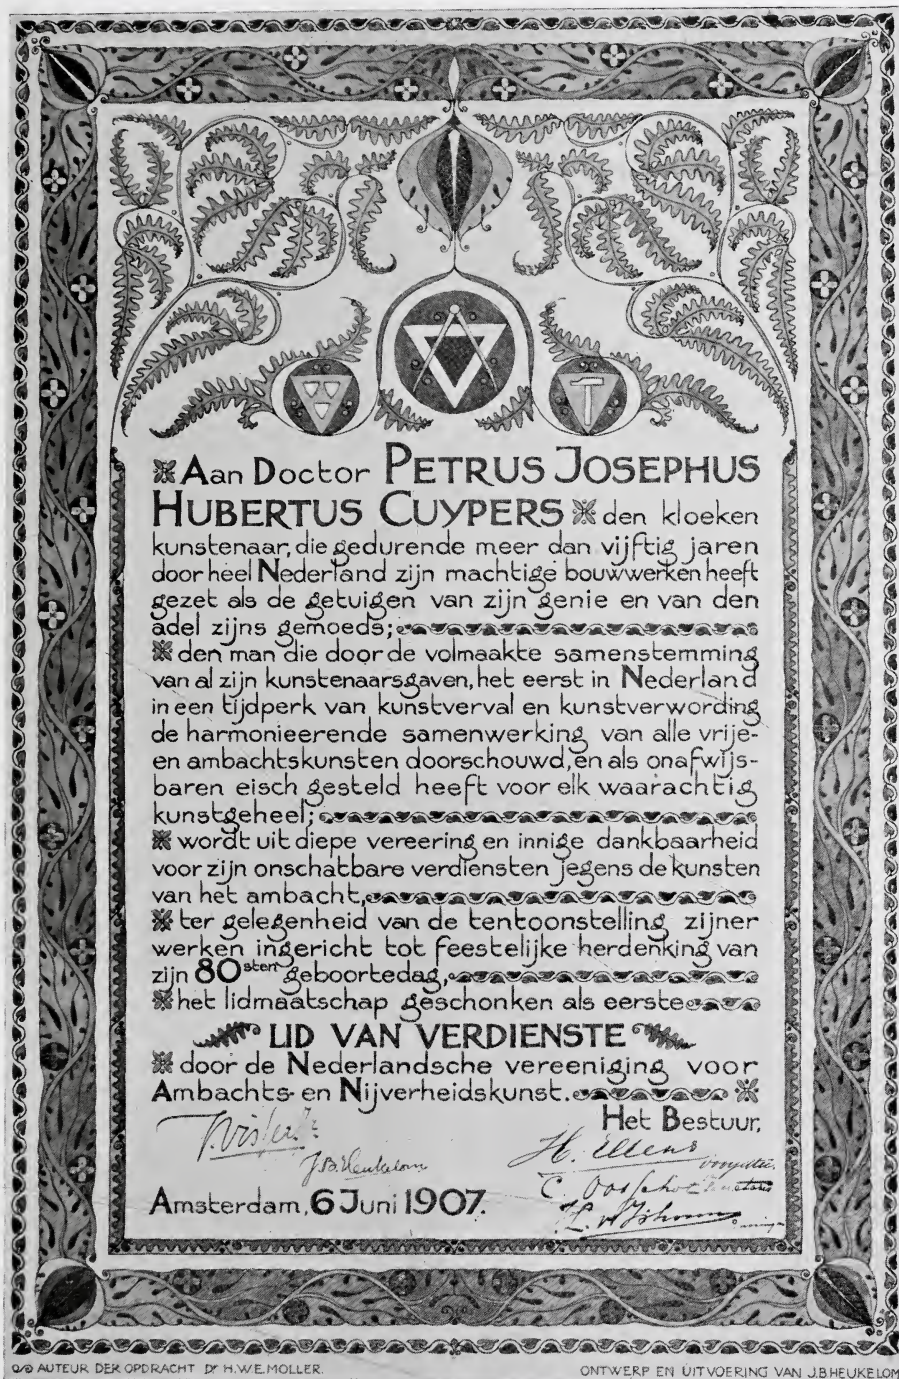 Aan Doctor PETRUS JOSEPHUS
HUBERTUS CUYPERS den kloeken
kunstenaar, die gedurende meer dan vijftig jaren
door heel Nederland zijn machtige bouwwerken heeft
gezet als de getuigen van zijn genie en van den
adel zijns gemoeds;
den man die door de volmaakte samenstemming
van al zijn kunstenaarsgaven, het eerst in Nederland
in een tijdperk van kunstverval en kunstverwording
de harmonieerende samenwerking van alle vrije-
en ambachtskunsten doorschouwd, en als onafwijs-
baren eisch gesteld heeft voor elk waarachtig
kunstgeheel;
wordt uit diepe vereering en innige dankbaarheid
voor zijn onschatbare verdiensten jegens de kunsten
van het ambacht,
ter gelegenheid van de tentoonstelling zijner
werken ingericht tot feestelijke herdenking van
zijn 80sten geboortedag,
het lidmaatschap geschonken als eerste
LID VAN VERDIENSTE
door de Nederlandsche vereeniging voor
Ambachts- en Nijverheidskunst.
Het Bestuur,
H. Ellens
J.B. Heukelom
Amsterdam, 6 Juni 1907.
AUTEUR DER OPDRACHT Dr H.W.E. MOLLER.
ONTWERP EN UITVOERING VAN J.B. HEUKELOM